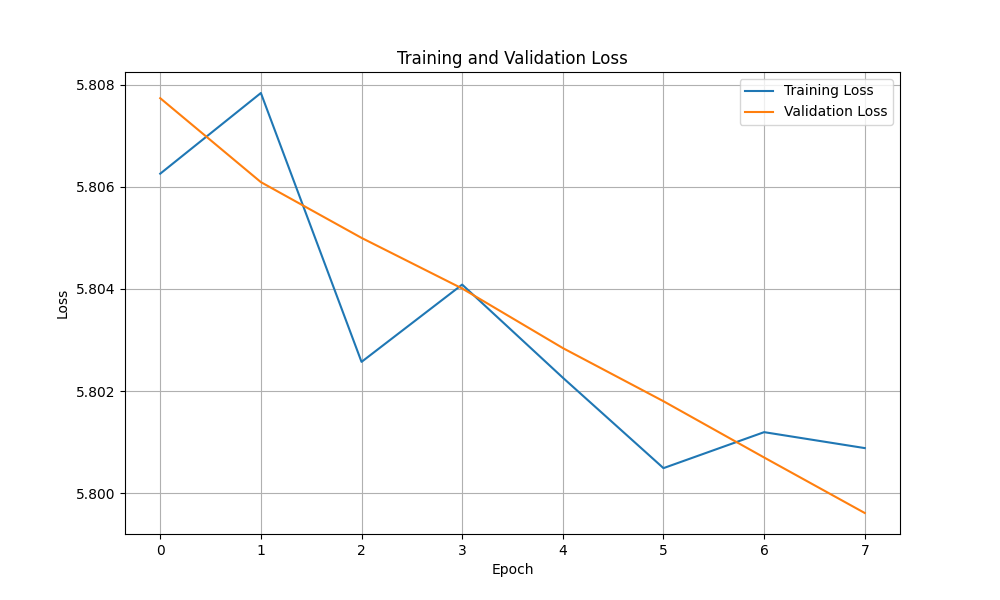 Training and Validation Loss
Training Loss
Validation Loss
Loss
5.808
5.806
5.804
5.802
5.800
0 1 2 3 4 5 6 7
Epoch